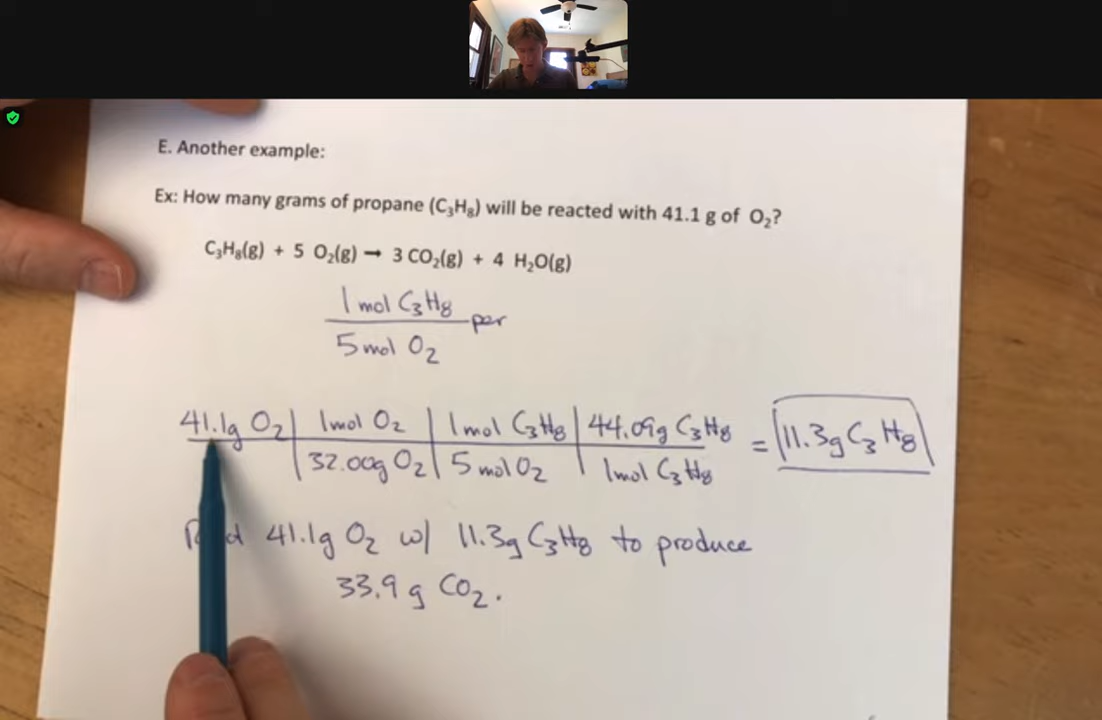 E. Another example:
Ex: How many grams of propane (C₃H₈) will be reacted with 41.1 g of O₂?
C₃H₈(g) + 5 O₂(g) → 3 CO₂(g) + 4 H₂O(g)
1 mol C₃H₈
per
5 mol O₂
41.1g O₂ | 1mol O₂ | 1mol C₃H₈ | 44.09g C₃H₈
32.00g O₂ | 5 mol O₂ | 1mol C₃H₈
= 11.3g C₃H₈
41.1g O₂ w/ 11.3g C₃H₈ to produce
33.9 g CO₂.